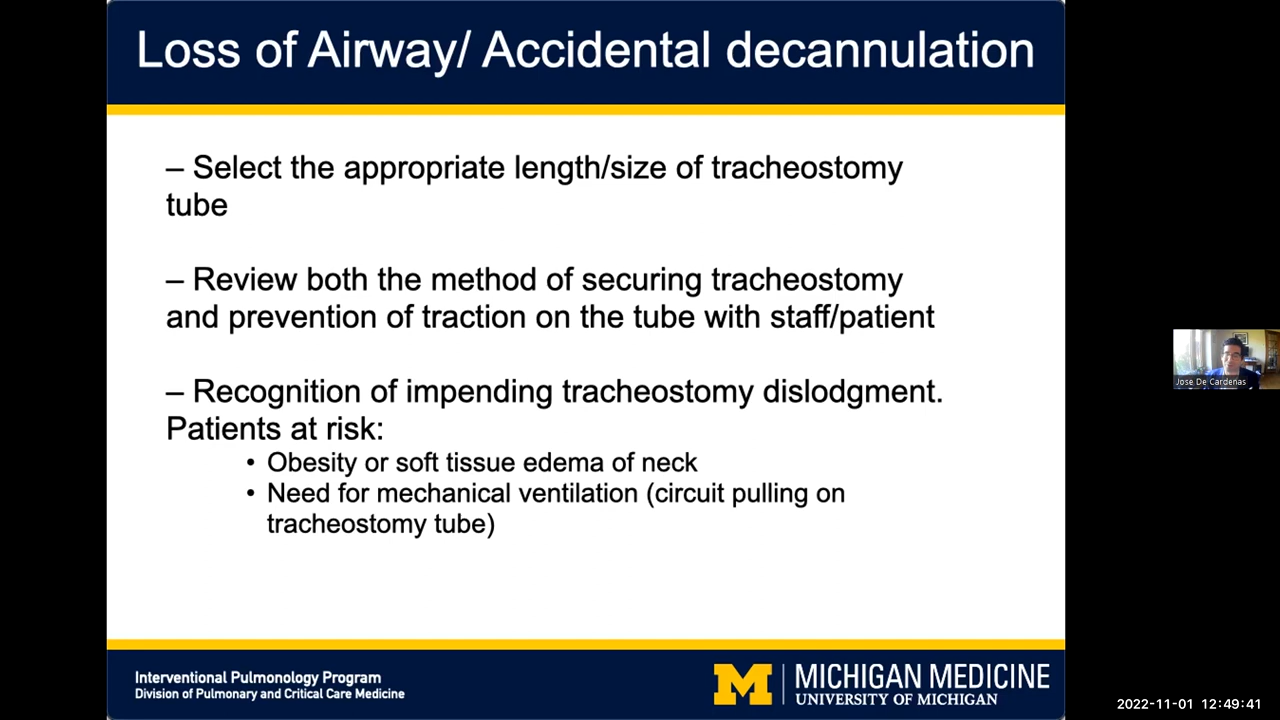 Loss of Airway/ Accidental decannulation
– Select the appropriate length/size of tracheostomy
tube
– Review both the method of securing tracheostomy
and prevention of traction on the tube with staff/patient
– Recognition of impending tracheostomy dislodgment.
Patients at risk:
• Obesity or soft tissue edema of neck
• Need for mechanical ventilation (circuit pulling on
tracheostomy tube)
Jose De Cardenas
Interventional Pulmonology Program
Division of Pulmonary and Critical Care Medicine
M MICHIGAN MEDICINE
UNIVERSITY OF MICHIGAN
2022-11-01 12:49:41